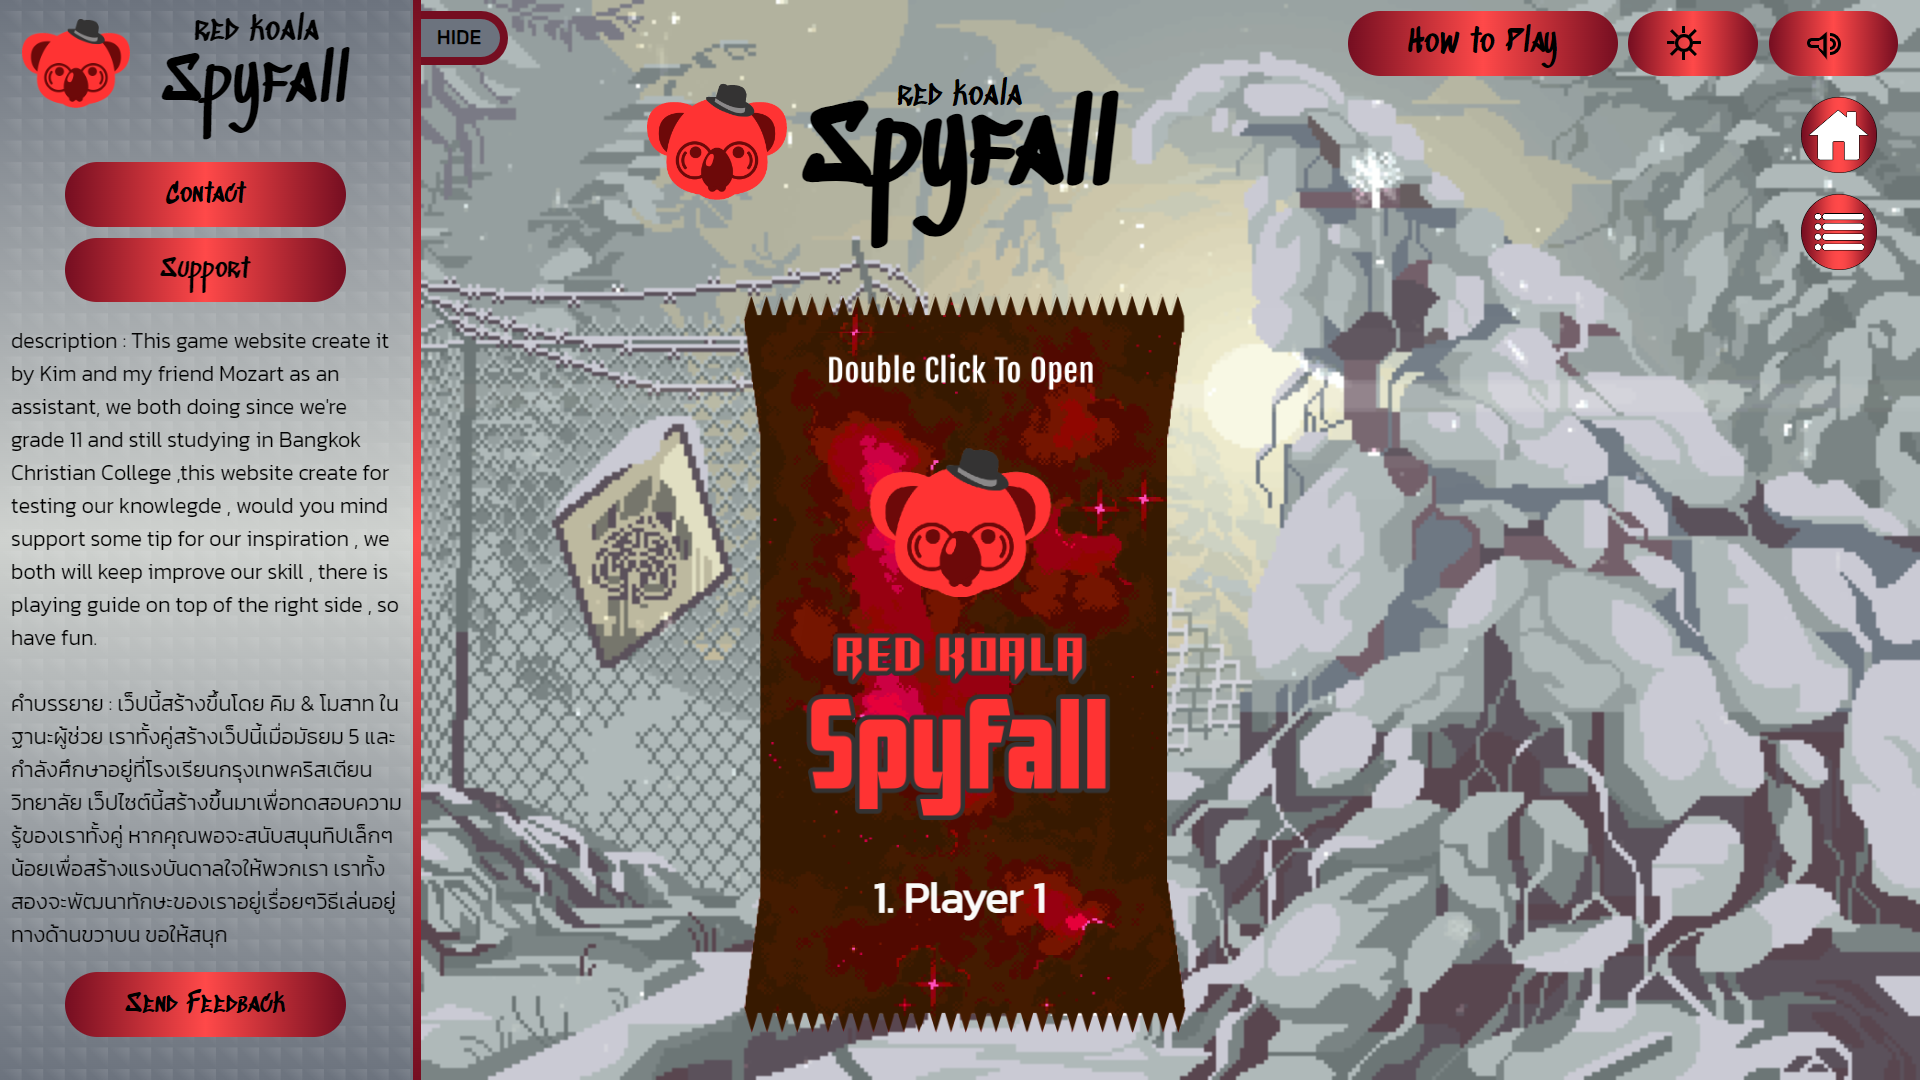 RED KOALA
Spyfall
Contact
Support
description : This game website create it
by Kim and my friend Mozart as an
assistant, we both doing since we're
grade 11 and still studying in Bangkok
Christian College ,this website create for
testing our knowlegde , would you mind
support some tip for our inspiration , we
both will keep improve our skill , there is
playing guide on top of the right side , so
have fun.
คำบรรยาย : เว็ปนี้สร้างขึ้นโดย คิม & โมสาท ใน
ฐานะผู้ช่วย เราทั้งคู่สร้างเว็ปนี้เมื่อมัธยม 5 และ
กำลังศึกษาอยู่ที่โรงเรียนกรุงเทพคริสเตียน
วิทยาลัย เว็ปไซต์นี้สร้างขึ้นมาเพื่อทดสอบความ
รู้ของเราทั้งคู่ หากคุณพอจะสนับสนุนทิปเล็กๆ
น้อยเพื่อสร้างแรงบันดาลใจให้พวกเรา เราทั้ง
สองจะพัฒนาทักษะของเราอยู่เรื่อยๆวิธีเล่นอยู่
ทางด้านขวาบน ขอให้สนุก
Send Feedback
HIDE
RED KOALA
Spyfall
How to Play
Double Click To Open
RED KOALA
Spyfall
1. Player 1